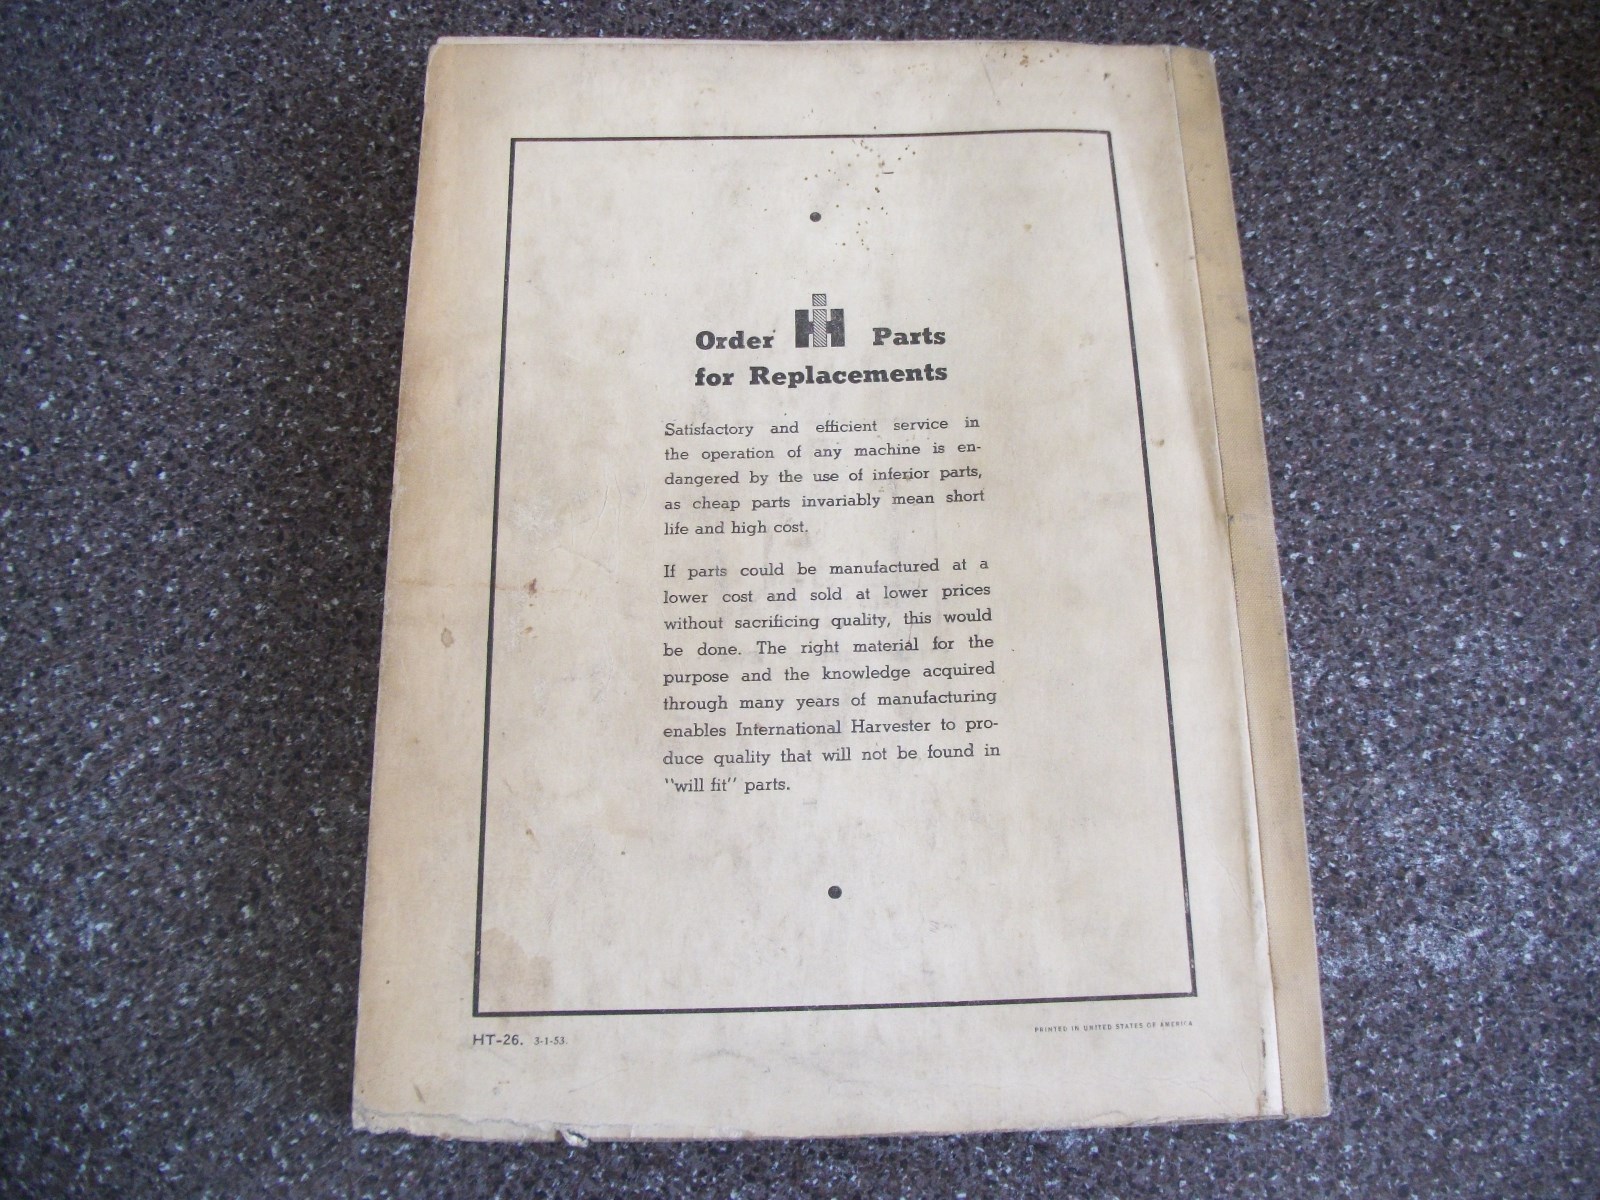 Order IH Parts
for Replacements
Satisfactory and efficient service in
the operation of any machine is en-
dangered by the use of inferior parts,
as cheap parts invariably mean short
life and high cost.
If parts could be manufactured at a
lower cost and sold at lower prices
without sacrificing quality, this would
be done. The right material for the
purpose and the knowledge acquired
through many years of manufacturing
enables International Harvester to pro-
duce quality that will not be found in
"will fit" parts.
HT-26. 3-1-53.
PRINTED IN UNITED STATES OF AMERICA